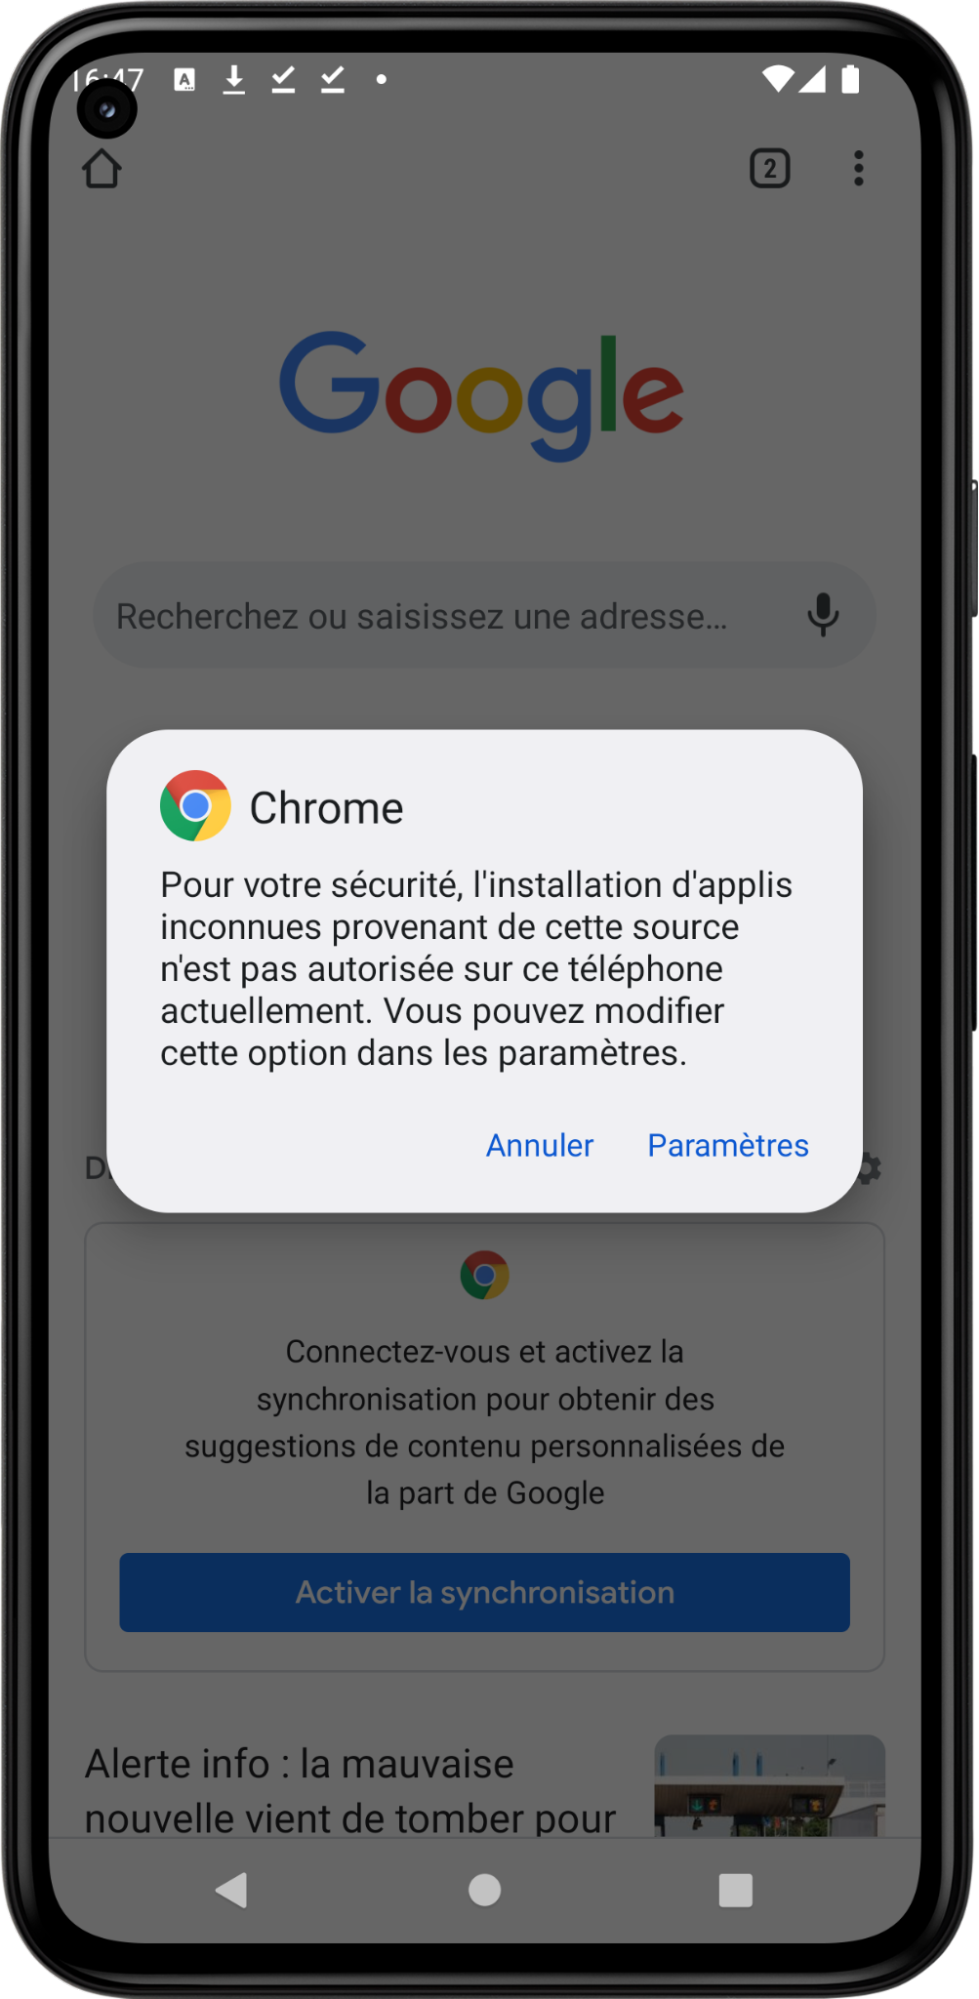 16:47
A
2
Google
Recherchez ou saisissez une adresse...
Chrome
Pour votre sécurité, l'installation d'applis
inconnues provenant de cette source
n'est pas autorisée sur ce téléphone
actuellement. Vous pouvez modifier
cette option dans les paramètres.
Annuler Paramètres
Connectez-vous et activez la
synchronisation pour obtenir des
suggestions de contenu personnalisées de
la part de Google
Activer la synchronisation
Alerte info : la mauvaise
nouvelle vient de tomber pour